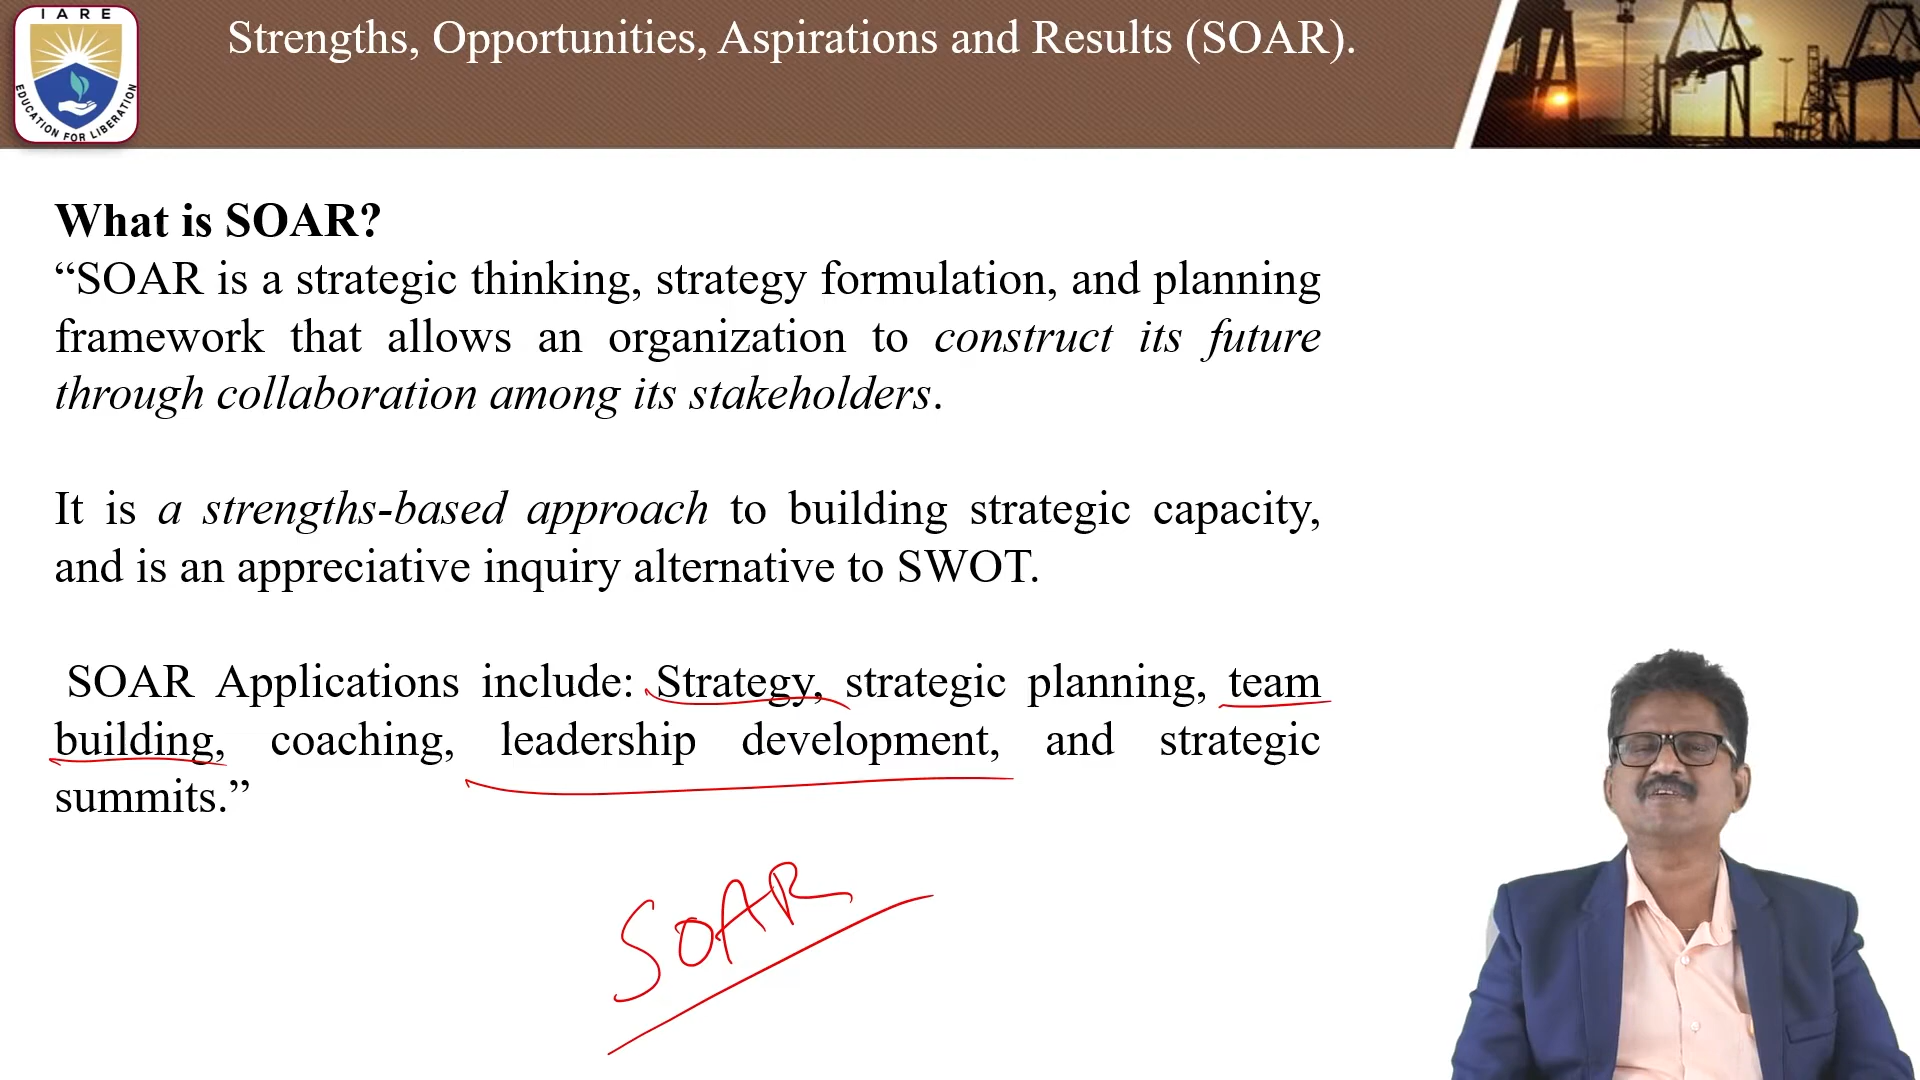 IARE
EDUCATION FOR LIBERATION
Strengths, Opportunities, Aspirations and Results (SOAR).
What is SOAR?
“SOAR is a strategic thinking, strategy formulation, and planning
framework that allows an organization to construct its future
through collaboration among its stakeholders.
It is a strengths-based approach to building strategic capacity,
and is an appreciative inquiry alternative to SWOT.
SOAR Applications include: Strategy, strategic planning, team
building, coaching, leadership development, and strategic
summits.”
SOAR